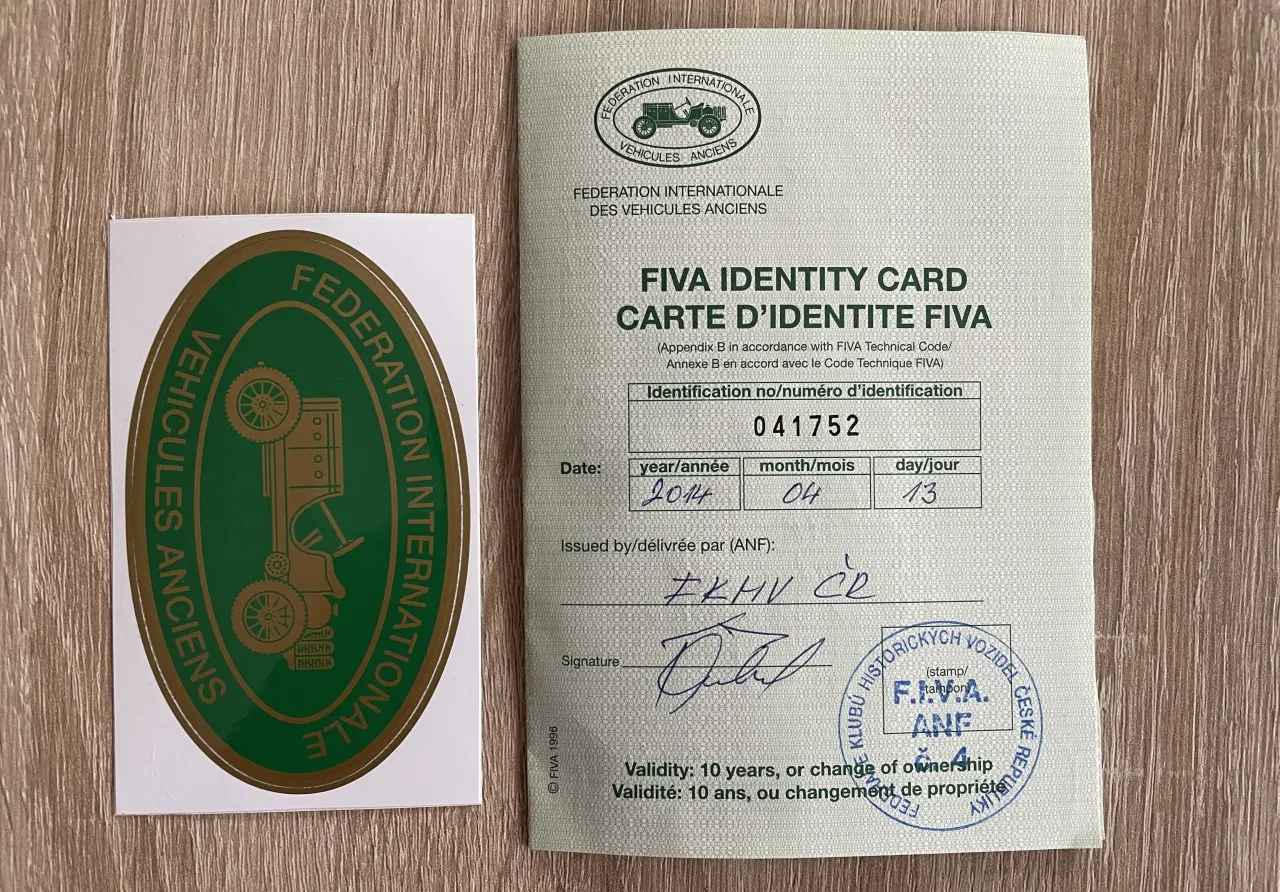 FEDERATION INTERNATIONALE
VEHICULES ANCIENS
FEDERATION INTERNATIONALE
VEHICULES ANCIENS
FEDERATION INTERNATIONALE
DES VEHICULES ANCIENS
FIVA IDENTITY CARD
CARTE D'IDENTITE FIVA
(Appendix B in accordance with FIVA Technical Code/
Annexe B en accord avec le Code Technique FIVA)
Identification no/numéro d'identification
041752
Date: year/année month/mois day/jour
2014 04 13
Issued by/délivrée par (ANF):
FKHV ČR
Signature
(stamp/
tampon)
FEDERACE KLUBŮ HISTORICKÝCH VOZIDEL ČESKÉ REPUBLIKY
F.I.V.A.
ANF
č. 4
Validity: 10 years, or change of ownership
Validité: 10 ans, ou changement de propriété
© FIVA 1996